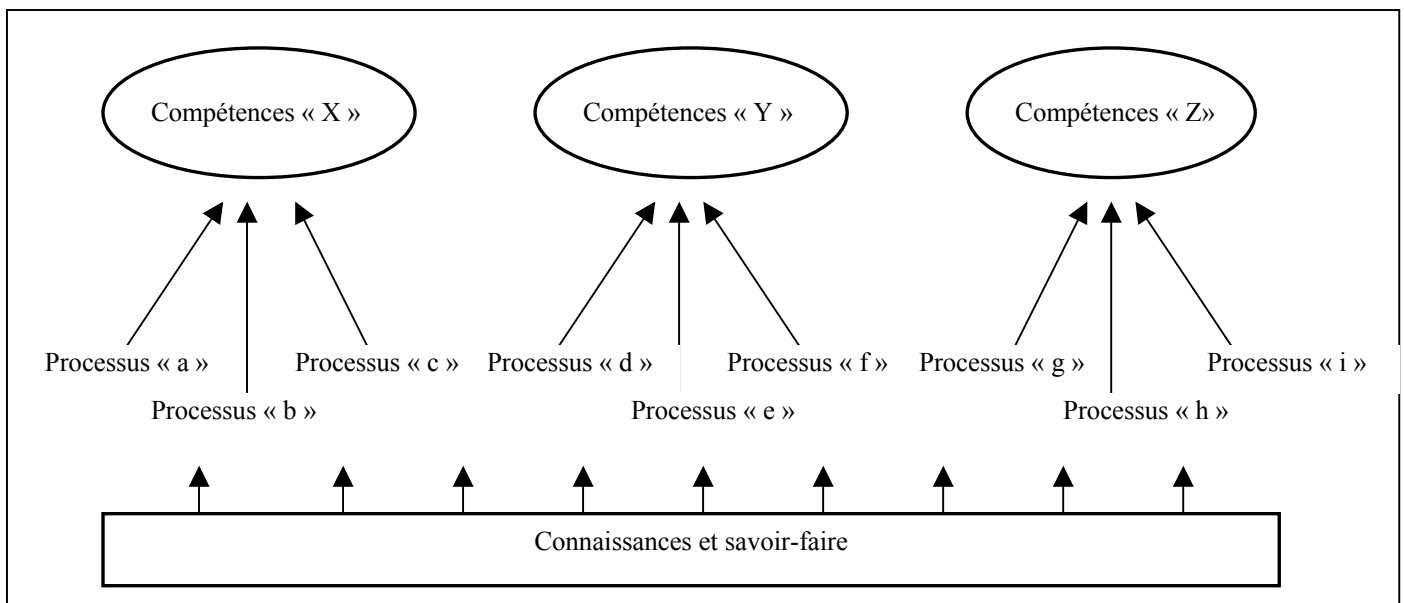 Compétences « X »
Compétences « Y »
Compétences « Z»
Processus « a »
Processus « c »
Processus « d »
Processus « f »
Processus « g »
Processus « i »
Processus « b »
Processus « e »
Processus « h »
Connaissances et savoir-faire